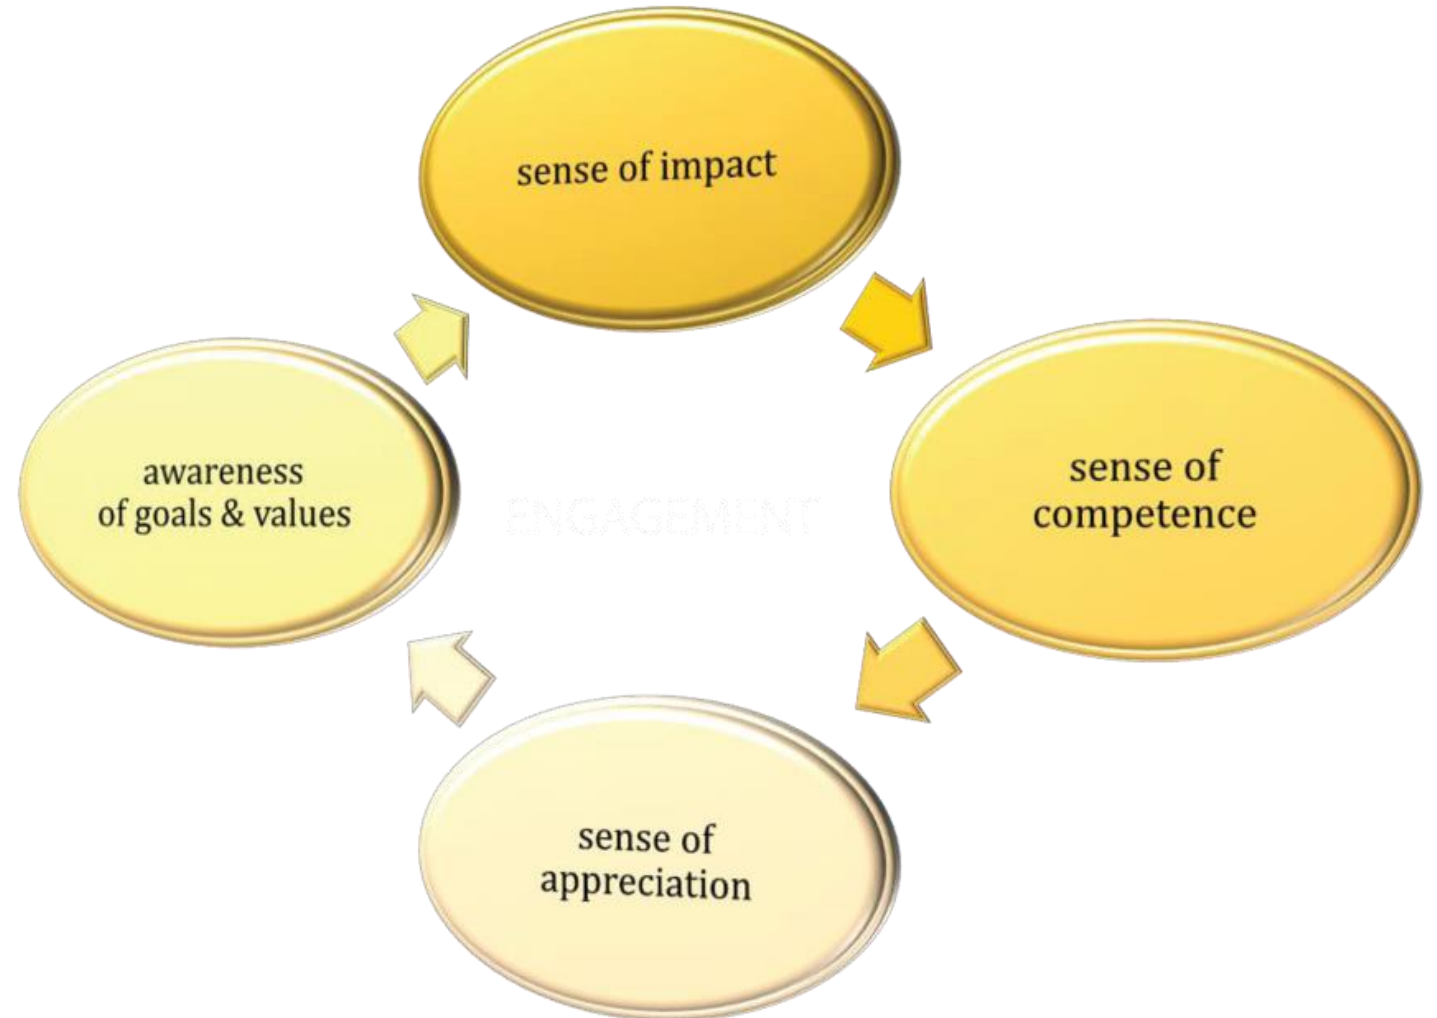 sense of impact
awareness
of goals & values
ENGAGEMENT
sense of
competence
sense of
appreciation